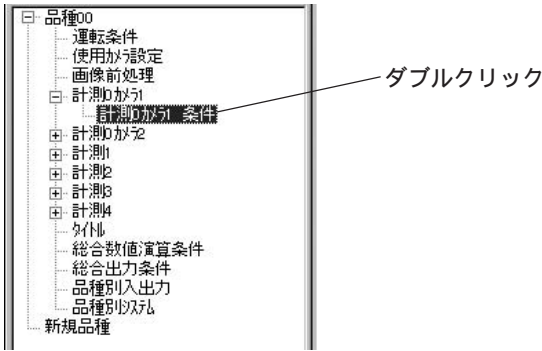 品種00
運転条件
使用ｶﾒﾗ設定
画像前処理
計測0ｶﾒﾗ1
ダブルクリック
計測0ｶﾒﾗ1 条件
計測0ｶﾒﾗ2
計測1
計測2
計測3
計測4
ﾀｲﾄﾙ
総合数値演算条件
総合出力条件
品種別入出力
品種別ｼｽﾃﾑ
新規品種